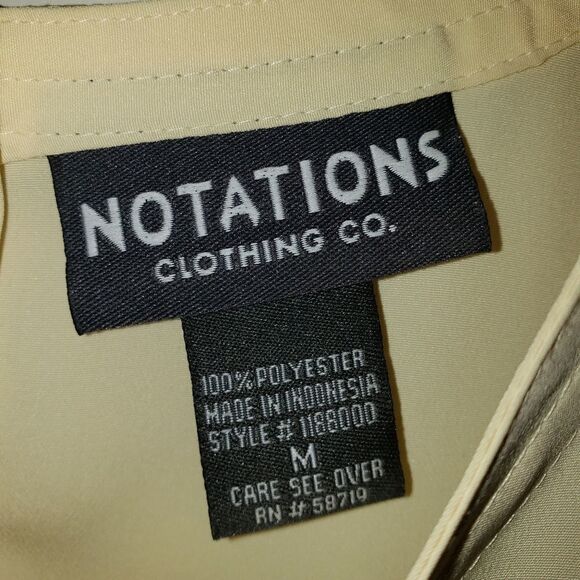 NOTATIONS
CLOTHING CO.
100% POLYESTER
MADE IN INDONESIA
STYLE # 1188000
M
CARE SEE OVER
RN # 58719